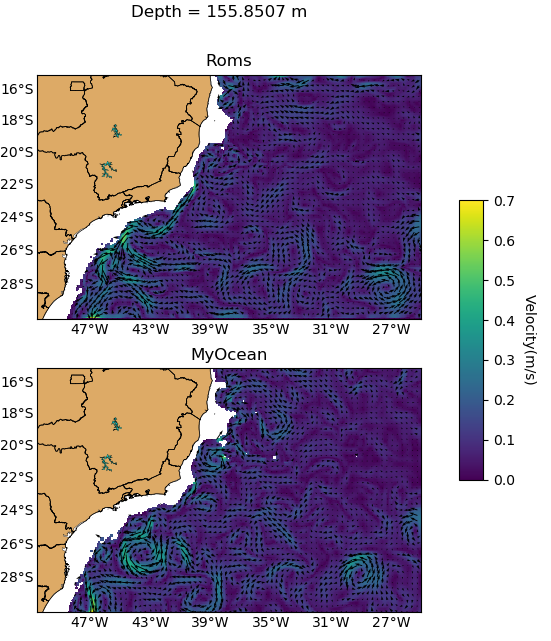 Depth = 155.8507 m
Roms
16°S
18°S
20°S
22°S
24°S
26°S
28°S
47°W 43°W 39°W 35°W 31°W 27°W
MyOcean
16°S
18°S
20°S
22°S
24°S
26°S
28°S
47°W 43°W 39°W 35°W 31°W 27°W
0.7
0.6
0.5
0.4
0.3
0.2
0.1
0.0
Velocity(m/s)